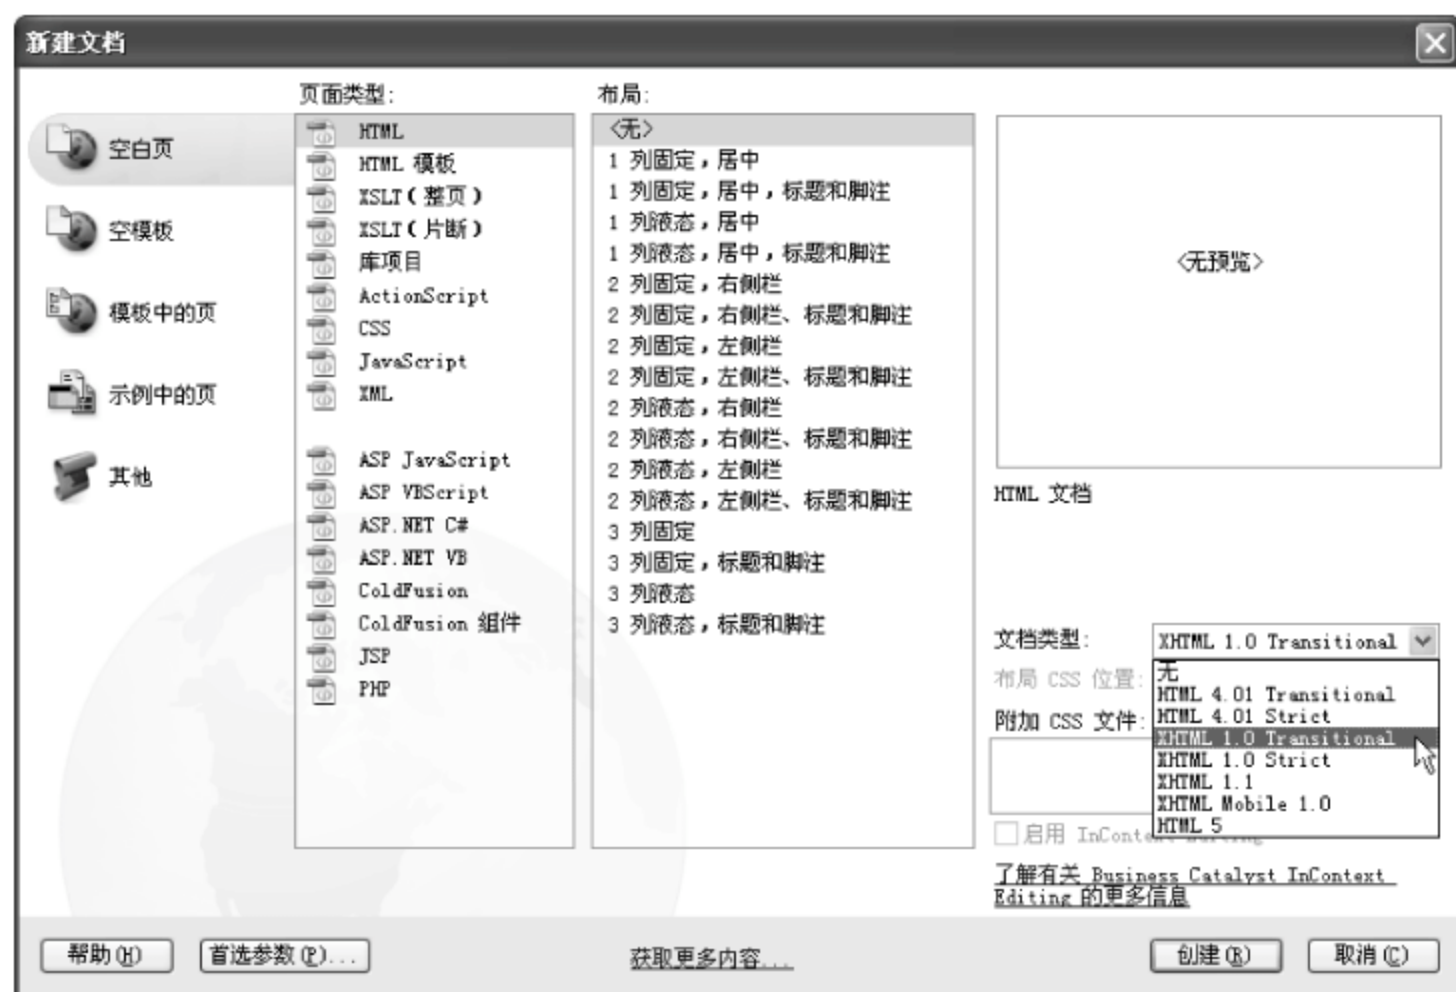 新建文档
页面类型:
布局:
空白页
空模板
模板中的页
示例中的页
其他
HTML
HTML 模板
XSLT(整页)
XSLT(片断)
库项目
ActionScript
CSS
JavaScript
XML
ASP JavaScript
ASP VBScript
ASP.NET C#
ASP.NET VB
ColdFusion
ColdFusion 组件
JSP
PHP
<无>
1 列固定,居中
1 列固定,居中,标题和脚注
1 列液态,居中
1 列液态,居中,标题和脚注
2 列固定,右侧栏
2 列固定,右侧栏、标题和脚注
2 列固定,左侧栏
2 列固定,左侧栏、标题和脚注
2 列液态,右侧栏
2 列液态,右侧栏、标题和脚注
2 列液态,左侧栏
2 列液态,左侧栏、标题和脚注
3 列固定
3 列固定,标题和脚注
3 列液态
3 列液态,标题和脚注
<无预览>
HTML 文档
文档类型: XHTML 1.0 Transitional
布局 CSS 位置:
附加 CSS 文件:
无
HTML 4.01 Transitional
HTML 4.01 Strict
XHTML 1.0 Transitional
XHTML 1.0 Strict
XHTML 1.1
XHTML Mobile 1.0
HTML 5
启用 InContext
了解有关 Business Catalyst InContext
Editing 的更多信息
帮助(H)
首选参数(P)...
获取更多内容...
创建(R)
取消(C)